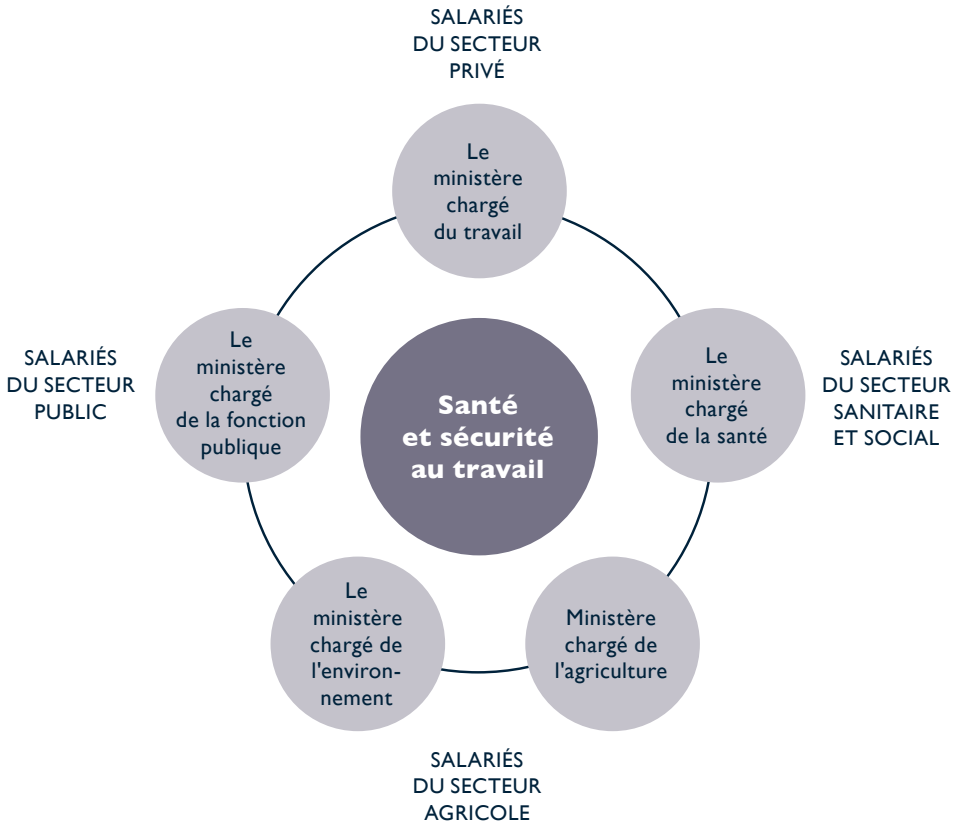 SALARIÉS
DU SECTEUR
PRIVÉ
Le
ministère
chargé
du travail
SALARIÉS
DU SECTEUR
PUBLIC
Le
ministère
chargé
de la fonction
publique
Santé
et sécurité
au travail
Le
ministère
chargé
de la santé
SALARIÉS
DU SECTEUR
SANITAIRE
ET SOCIAL
Le
ministère
chargé de
l'environ-
nement
Ministère
chargé de
l'agriculture
SALARIÉS
DU SECTEUR
AGRICOLE